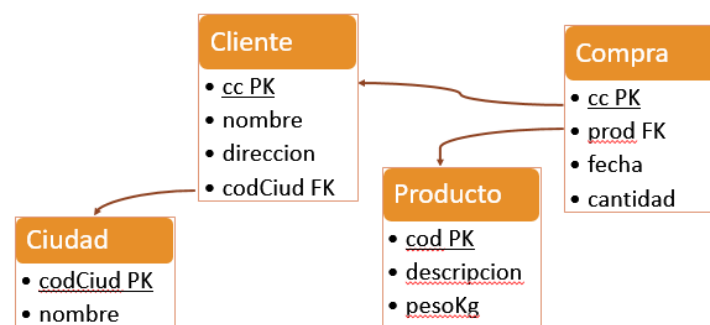 Cliente
cc PK
nombre
direccion
codCiud FK
Compra
cc PK
prod FK
fecha
cantidad
Producto
cod PK
descripcion
pesoKg
Ciudad
codCiud PK
nombre